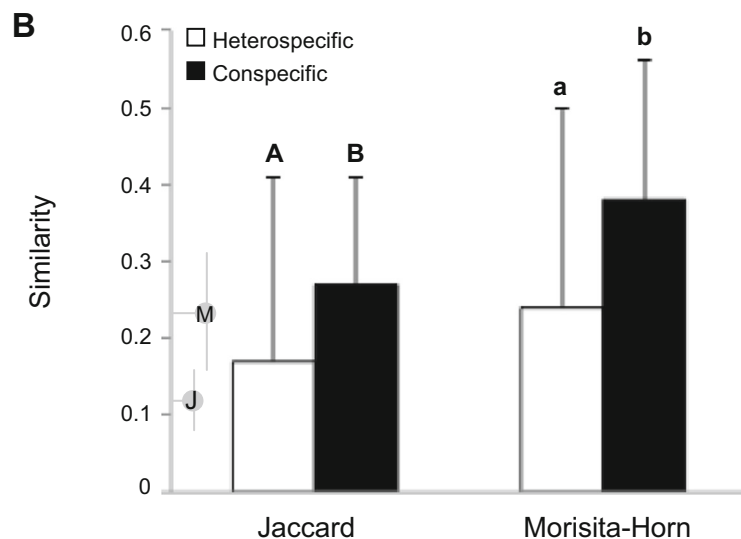 B
0.6
Heterospecific
Conspecific
b
a
0.5
A
B
0.4
0.3
Similarity
M
0.2
J
0.1
0
Jaccard
Morisita-Horn